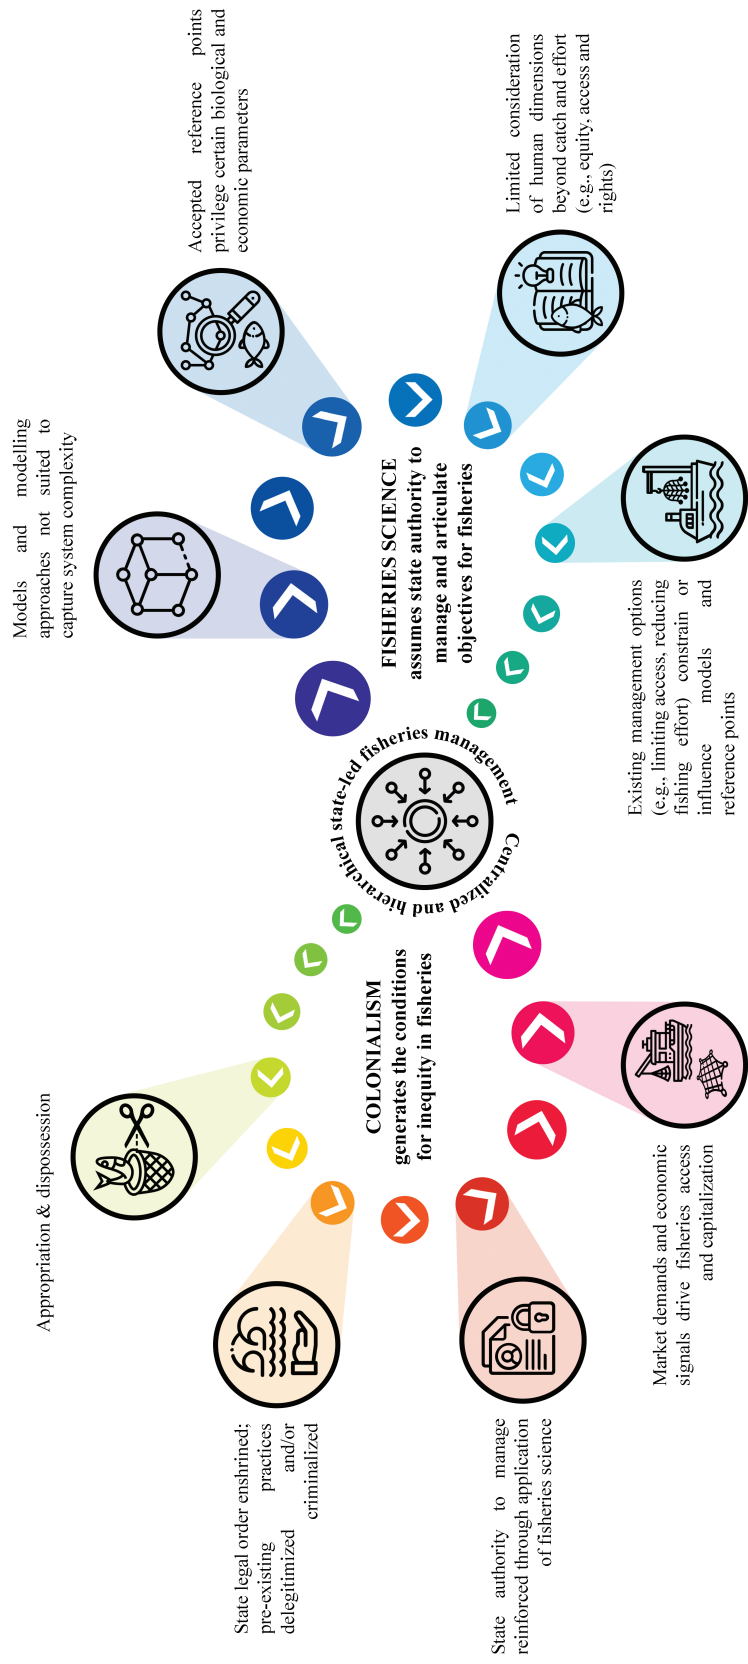 Appropriation & dispossession
State legal order enshrined;
pre-existing practices
delegitimized and/or
criminalized
COLONIALISM
generates the conditions
for inequity in fisheries
State authority to manage
reinforced through application
of fisheries science
Market demands and economic
signals drive fisheries access
and capitalization
Centralized and hierarchical state-led fisheries management
Models and modelling
approaches not suited to
capture system complexity
Accepted reference points
privilege certain biological and
economic parameters
FISHERIES SCIENCE
assumes state authority to
manage and articulate
objectives for fisheries
Limited consideration
of human dimensions
beyond catch and effort
(e.g., equity, access and
rights)
Existing management options
(e.g., limiting access, reducing
fishing effort) constrain or
influence models and
reference points